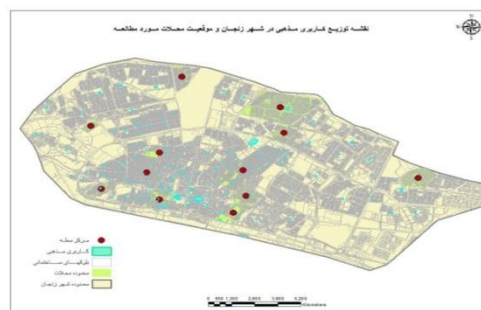 نقشه توزیع کاربری مذهبی در شهر زنجان و موقعیت محلات مورد مطالعه
مرکز محله
کاربری مذهبی
محدوده محلات
محدوده شهر زنجان
Kilometers